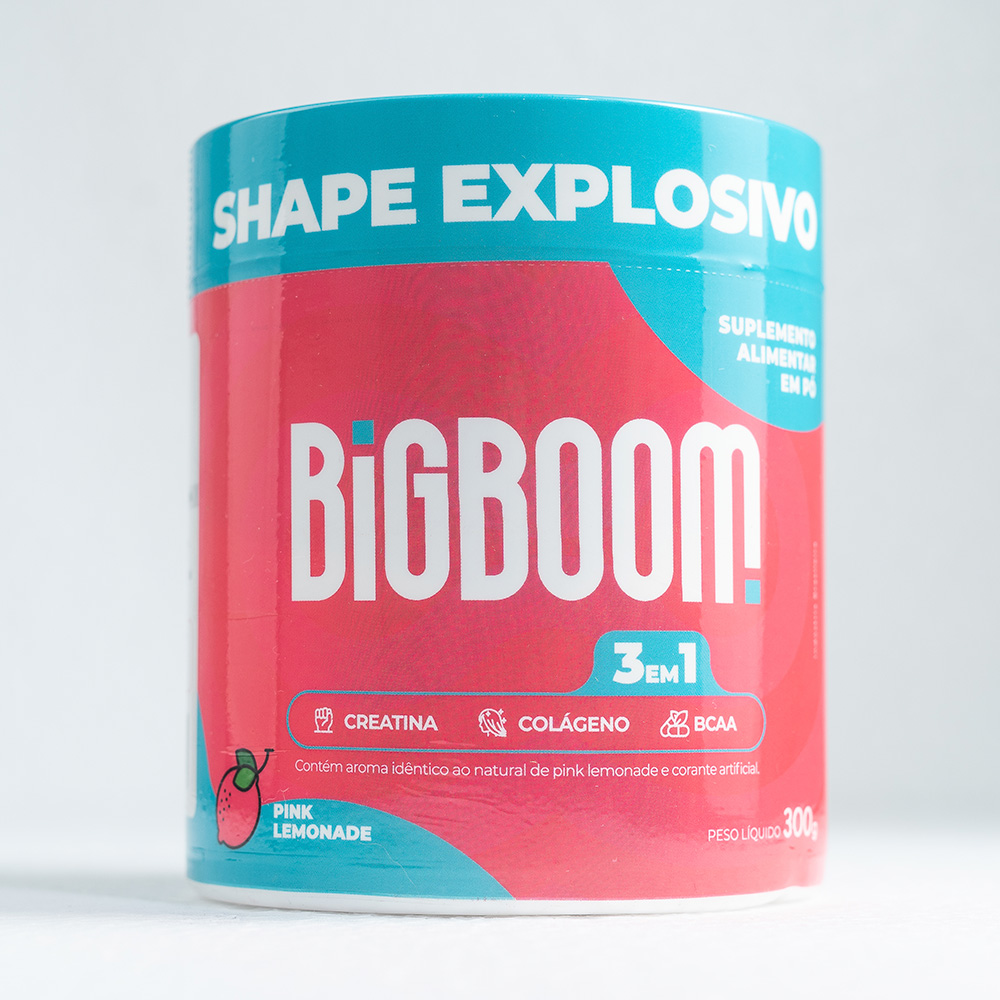 SHAPE EXPLOSIVO
SUPLEMENTO
ALIMENTAR
EM PÓ
BiGBOOM!
3 EM 1
CREATINA COLÁGENO BCAA
Contém aroma idêntico ao natural de pink lemonade e corante artificial.
PINK
LEMONADE
PESO LÍQUIDO 300g